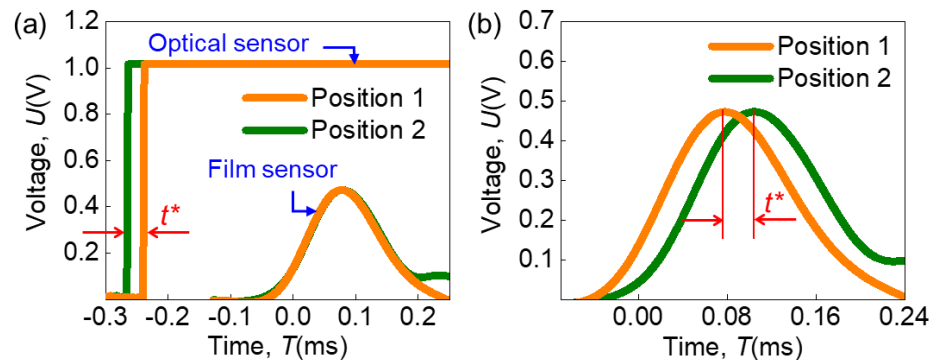 (a)
Voltage, U(V)
1.2
1.0
0.8
0.6
0.4
0.2
Optical sensor
Position 1
Position 2
Film sensor
t*
-0.3 -0.2 -0.1 0.0 0.1 0.2
Time, T(ms)
(b)
Voltage, U(V)
0.7
0.6
0.5
0.4
0.3
0.2
0.1
Position 1
Position 2
t*
0.00 0.08 0.16 0.24
Time, T(ms)